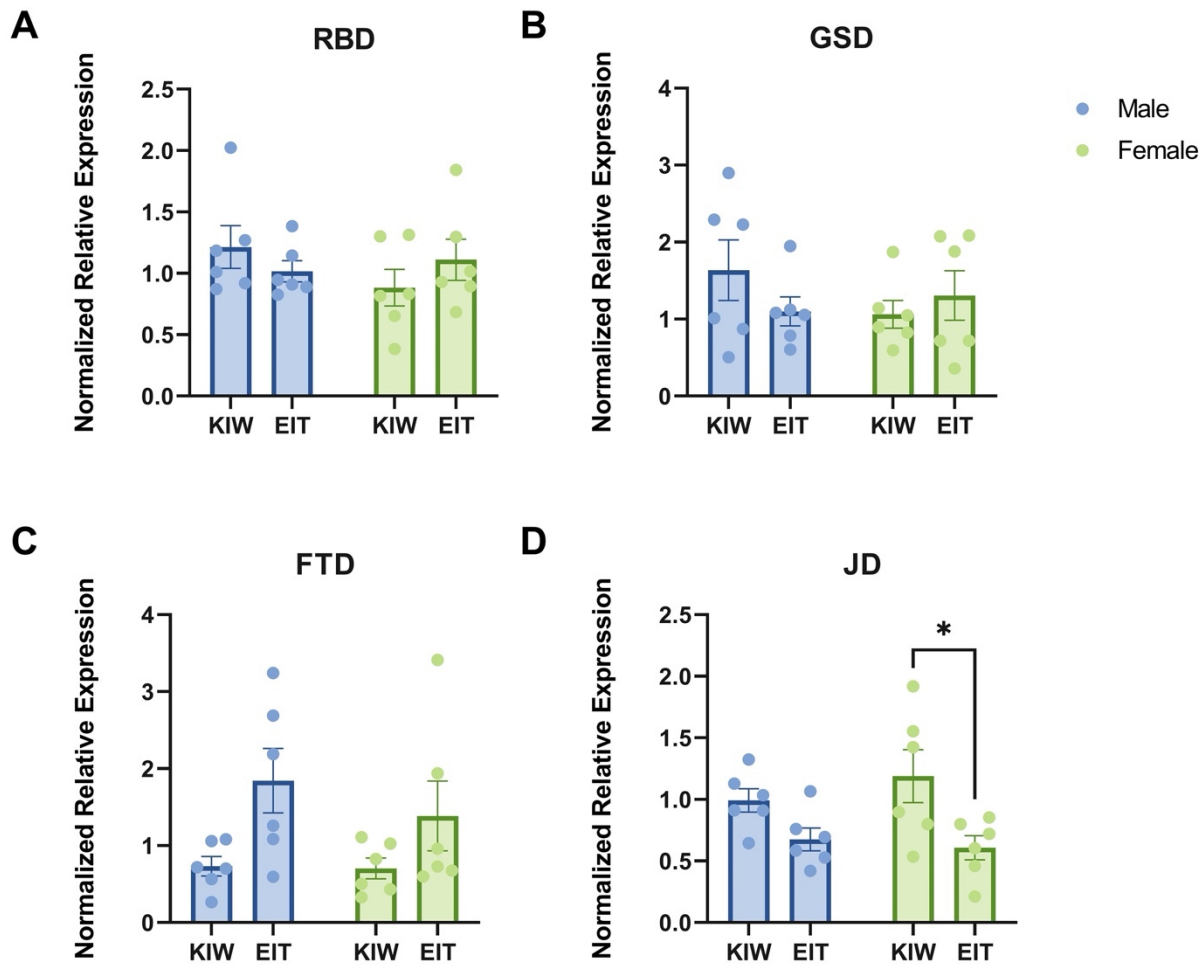 A
RBD
Normalized Relative Expression
2.5
2.0
1.5
1.0
0.5
0.0
KIW EIT KIW EIT
B
GSD
Normalized Relative Expression
4
3
2
1
0
KIW EIT KIW EIT
Male
Female
C
FTD
Normalized Relative Expression
4
3
2
1
0
KIW EIT KIW EIT
D
JD
Normalized Relative Expression
2.5
2.0
1.5
1.0
0.5
0.0
*
KIW EIT KIW EIT